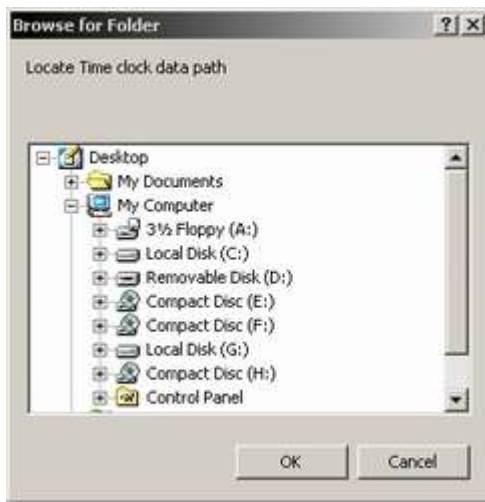 Browse for Folder
Locate Time clock data path
Desktop
My Documents
My Computer
3½ Floppy (A:)
Local Disk (C:)
Removable Disk (D:)
Compact Disc (E:)
Compact Disc (F:)
Local Disk (G:)
Compact Disc (H:)
Control Panel
OK Cancel